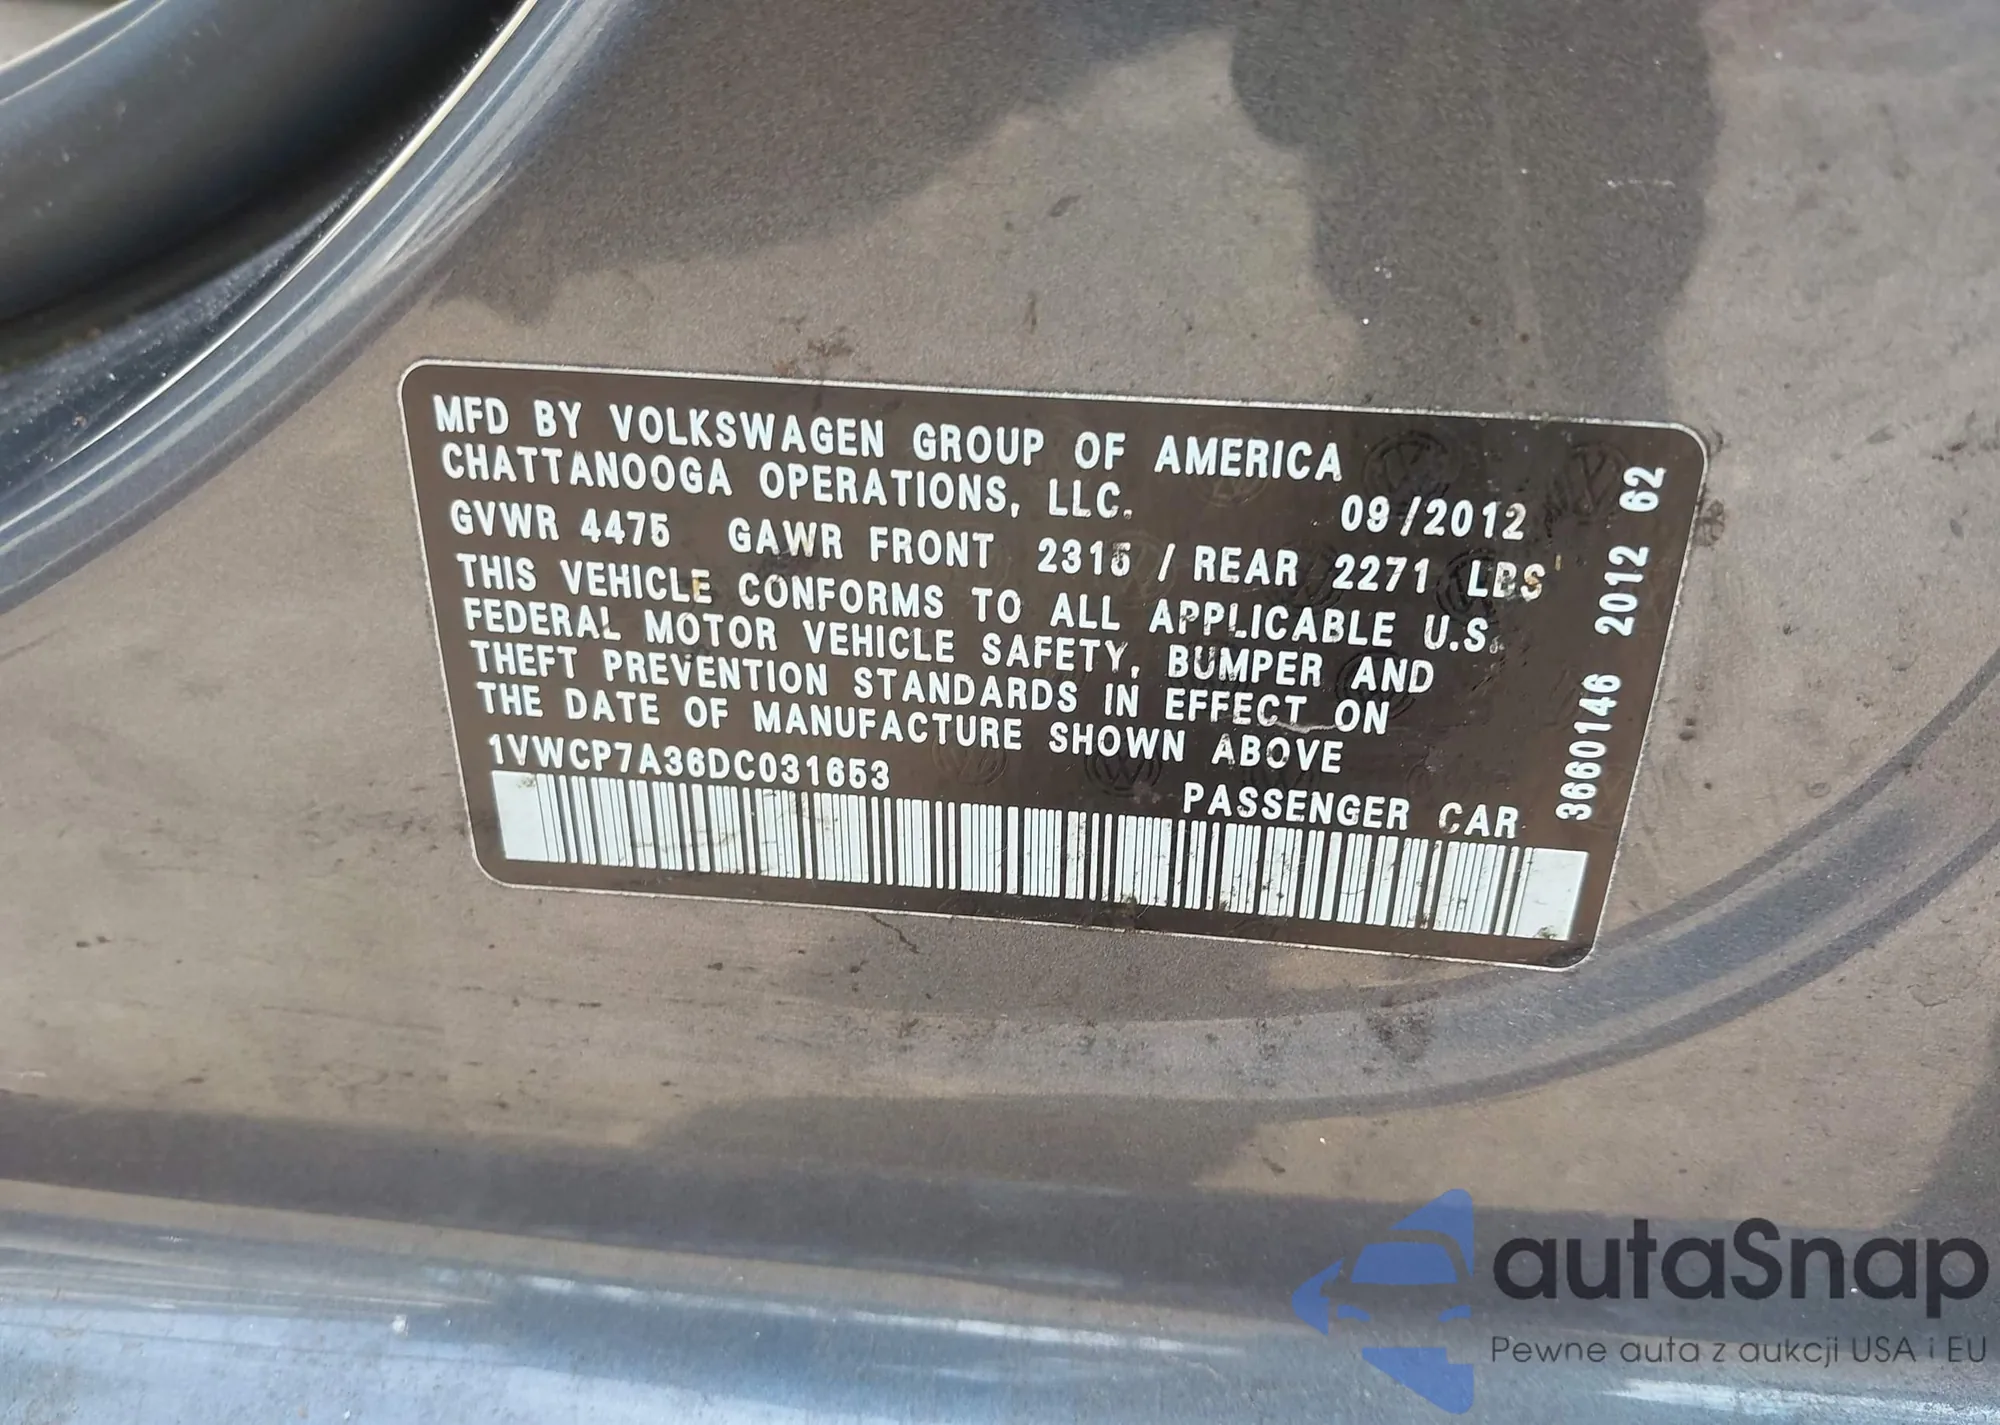 MFD BY VOLKSWAGEN GROUP OF AMERICA
CHATTANOOGA OPERATIONS, LLC.
09/2012
GVWR 4475 GAWR FRONT 2315 / REAR 2271 LBS
THIS VEHICLE CONFORMS TO ALL APPLICABLE U.S.
FEDERAL MOTOR VEHICLE SAFETY, BUMPER AND
THEFT PREVENTION STANDARDS IN EFFECT ON
THE DATE OF MANUFACTURE SHOWN ABOVE
1VWCP7A36DC031653
PASSENGER CAR
3660146 2012 62
autaSnap
Pewne auta z aukcji USA i EU